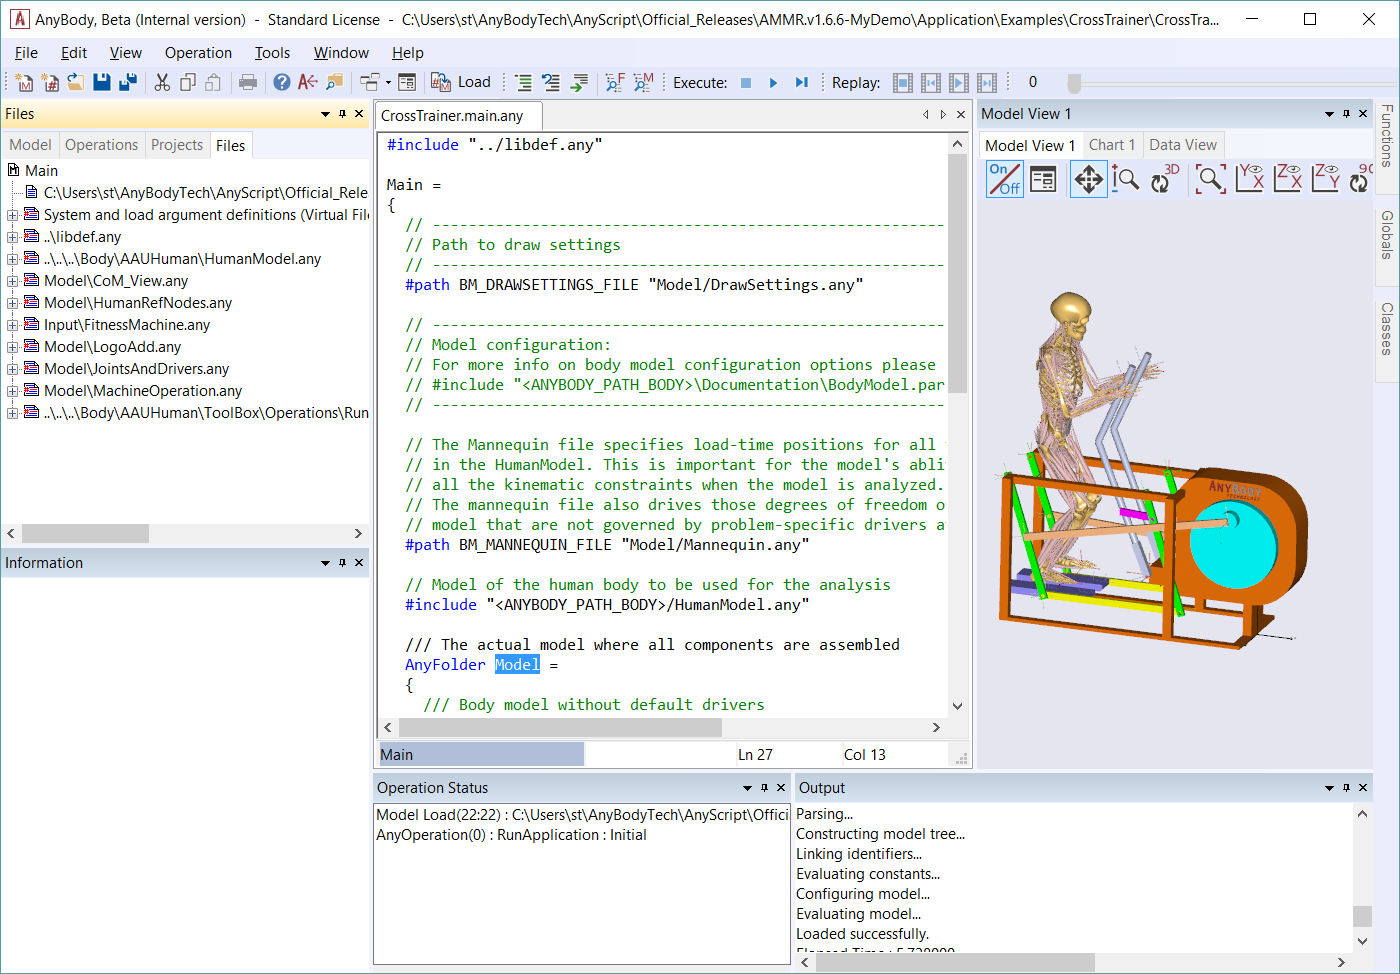 AnyBody, Beta (Internal version)  -  Standard License  -  C:\Users\st\AnyBodyTech\AnyScript\Official_Releases\AMMR.v1.6.6-MyDemo\Application\Examples\CrossTrainer\CrossTra...
File Edit View Operation Tools Window Help
Load Execute: Replay: 0
Files
Model Operations Projects Files
Main
C:\Users\st\AnyBodyTech\AnyScript\Official_Rele
System and load argument definitions (Virtual File
..\libdef.any
..\..\..\Body\AAUHuman\HumanModel.any
Model\CoM_View.any
Model\HumanRefNodes.any
Input\FitnessMachine.any
Model\LogoAdd.any
Model\JointsAndDrivers.any
Model\MachineOperation.any
..\..\..\Body\AAUHuman\ToolBox\Operations\Run
Information
CrossTrainer.main.any
#include "../libdef.any"
Main =
{
// ---------------------------------------------------------
// Path to draw settings
// ---------------------------------------------------------
#path BM_DRAWSETTINGS_FILE "Model/DrawSettings.any"
// ---------------------------------------------------------
// Model configuration:
// For more info on body model configuration options please
// #include "<ANYBODY_PATH_BODY>\Documentation\BodyModel.par
// ---------------------------------------------------------
// The Mannequin file specifies load-time positions for all
// in the HumanModel. This is important for the model's abli
// all the kinematic constraints when the model is analyzed.
// The mannequin file also drives those degrees of freedom o
// model that are not governed by problem-specific drivers a
#path BM_MANNEQUIN_FILE "Model/Mannequin.any"
// Model of the human body to be used for the analysis
#include "<ANYBODY_PATH_BODY>/HumanModel.any"
/// The actual model where all components are assembled
AnyFolder Model =
{
/// Body model without default drivers
Main Ln 27 Col 13
Model View 1
Model View 1 Chart 1 Data View
On/Off 3D Y X Z X Z Y 90
ANYBODY
TECHNOLOGY
Functions
Globals
Classes
Operation Status
Model Load(22:22) : C:\Users\st\AnyBodyTech\AnyScript\Offici
AnyOperation(0) : RunApplication : Initial
Output
Parsing...
Constructing model tree...
Linking identifiers...
Evaluating constants...
Configuring model...
Evaluating model...
Loaded successfully.